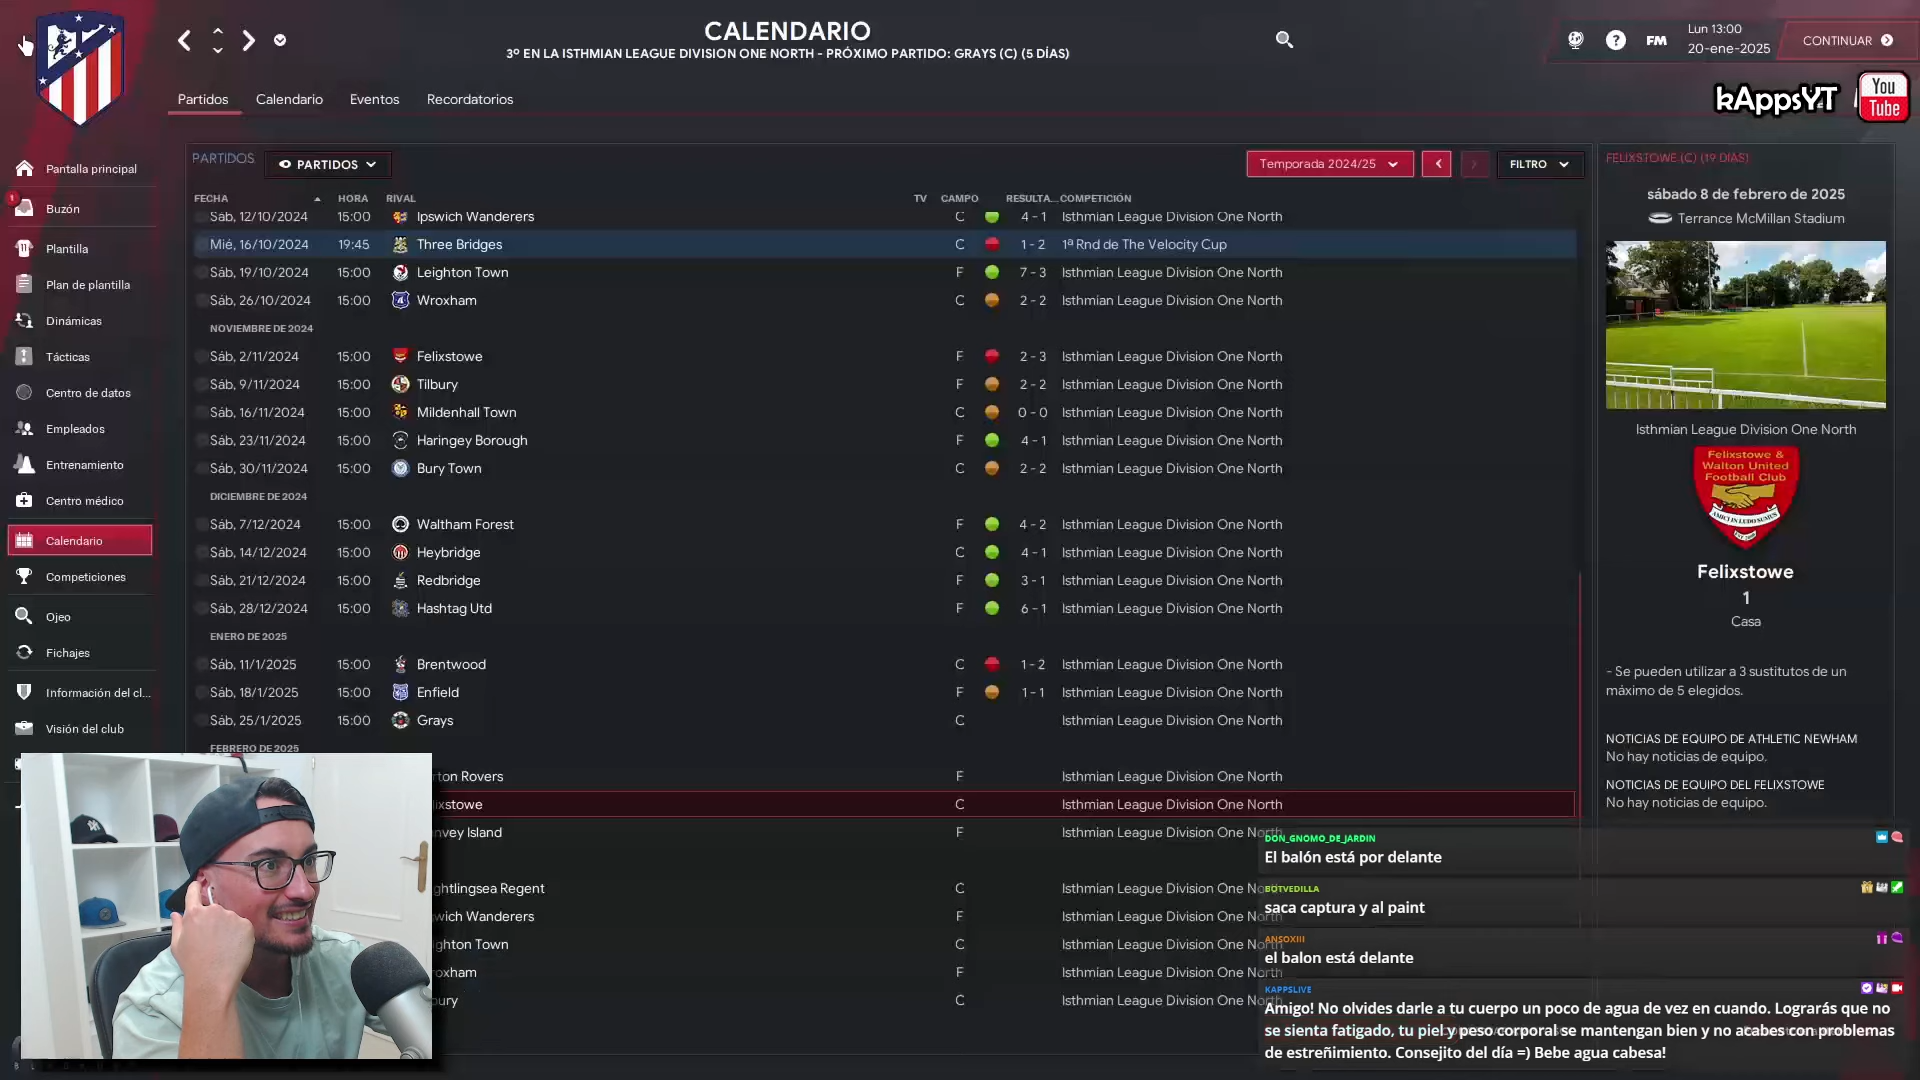 CALENDARIO
3º EN LA ISTHMIAN LEAGUE DIVISION ONE NORTH - PRÓXIMO PARTIDO: GRAYS (C) (5 DÍAS)
FM
Lun 13:00
20-ene-2025
CONTINUAR
Partidos Calendario Eventos Recordatorios
kAppsYT
You
Tube
Pantalla principal
1
Buzón
Plantilla
Plan de plantilla
Dinámicas
Tácticas
Centro de datos
Empleados
Entrenamiento
Centro médico
Calendario
Competiciones
Ojeo
Fichajes
Información del cl...
Visión del club
PARTIDOS PARTIDOS
Temporada 2024/25
FILTRO
FECHA HORA RIVAL TV CAMPO RESULTA... COMPETICIÓN
Sáb, 12/10/2024 15:00 Ipswich Wanderers C 4 - 1 Isthmian League Division One North
Mié, 16/10/2024 19:45 Three Bridges C 1 - 2 1ª Rnd de The Velocity Cup
Sáb, 19/10/2024 15:00 Leighton Town F 7 - 3 Isthmian League Division One North
Sáb, 26/10/2024 15:00 Wroxham C 2 - 2 Isthmian League Division One North
NOVIEMBRE DE 2024
Sáb, 2/11/2024 15:00 Felixstowe F 2 - 3 Isthmian League Division One North
Sáb, 9/11/2024 15:00 Tilbury F 2 - 2 Isthmian League Division One North
Sáb, 16/11/2024 15:00 Mildenhall Town C 0 - 0 Isthmian League Division One North
Sáb, 23/11/2024 15:00 Haringey Borough F 4 - 1 Isthmian League Division One North
Sáb, 30/11/2024 15:00 Bury Town C 2 - 2 Isthmian League Division One North
DICIEMBRE DE 2024
Sáb, 7/12/2024 15:00 Waltham Forest F 4 - 2 Isthmian League Division One North
Sáb, 14/12/2024 15:00 Heybridge C 4 - 1 Isthmian League Division One North
Sáb, 21/12/2024 15:00 Redbridge F 3 - 1 Isthmian League Division One North
Sáb, 28/12/2024 15:00 Hashtag Utd F 6 - 1 Isthmian League Division One North
ENERO DE 2025
Sáb, 11/1/2025 15:00 Brentwood C 1 - 2 Isthmian League Division One North
Sáb, 18/1/2025 15:00 Enfield F 1 - 1 Isthmian League Division One North
Sáb, 25/1/2025 15:00 Grays C Isthmian League Division One North
FEBRERO DE 2025
rton Rovers F Isthmian League Division One North
lixstowe C Isthmian League Division One North
nvey Island F Isthmian League Division One North
ghtlingsea Regent C Isthmian League Division One North
wich Wanderers F Isthmian League Division One North
ighton Town C Isthmian League Division One North
roxham F Isthmian League Division One North
bury C Isthmian League Division One North
FELIXSTOWE (C) (19 DÍAS)
sábado 8 de febrero de 2025
Terrance McMillan Stadium
Isthmian League Division One North
Felixstowe &
Walton United
Football Club
AMICI IN LUDO SUMUS
Felixstowe
1
Casa
- Se pueden utilizar a 3 sustitutos de un
máximo de 5 elegidos.
NOTICIAS DE EQUIPO DE ATHLETIC NEWHAM
No hay noticias de equipo.
NOTICIAS DE EQUIPO DEL FELIXSTOWE
No hay noticias de equipo.
DON_GNOMO_DE_JARDIN
El balón está por delante
BOTVEDILLA
saca captura y al paint
ANSOXIII
el balon está delante
KAPPSLIVE
Amigo! No olvides darle a tu cuerpo un poco de agua de vez en cuando. Lograrás que no
se sienta fatigado, tu piel y peso corporal se mantengan bien y no acabes con problemas
de estreñimiento. Consejito del día =) Bebe agua cabesa!